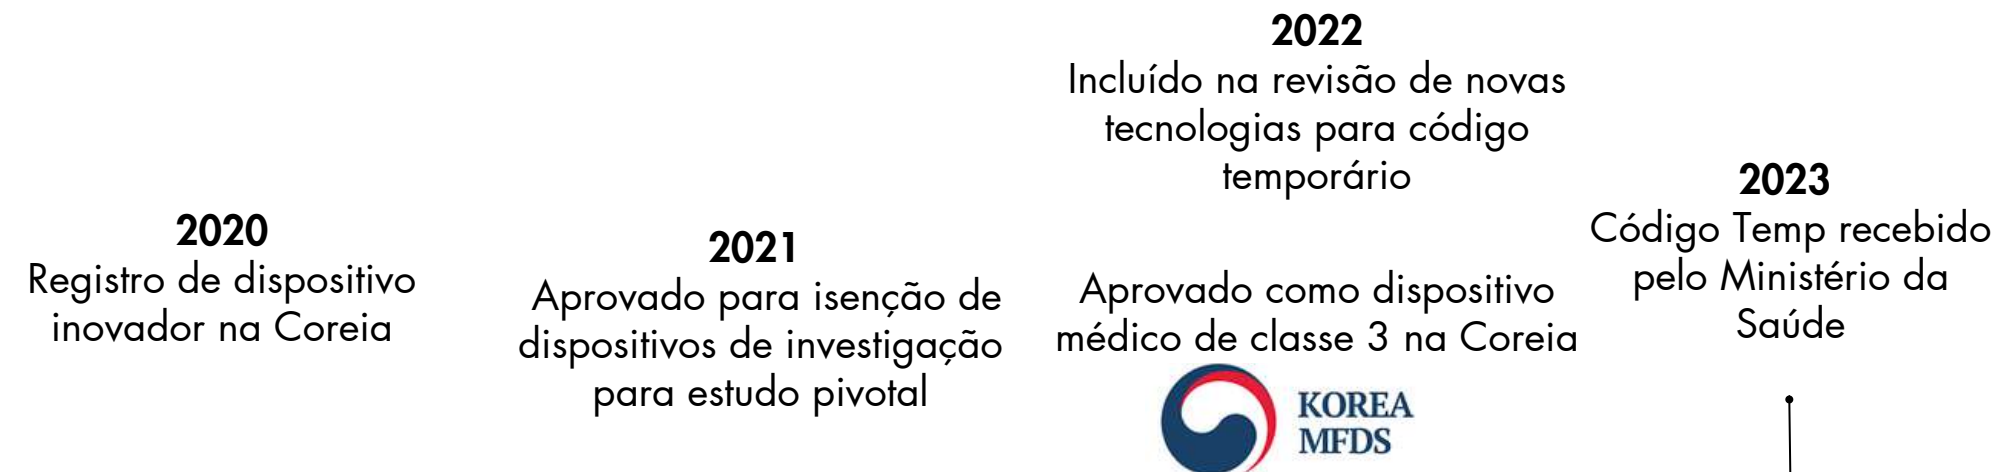 2020
Registro de dispositivo
inovador na Coreia
2021
Aprovado para isenção de
dispositivos de investigação
para estudo pivotal
2022
Incluído na revisão de novas
tecnologias para código
temporário
Aprovado como dispositivo
médico de classe 3 na Coreia
KOREA
MFDS
2023
Código Temp recebido
pelo Ministério da
Saúde